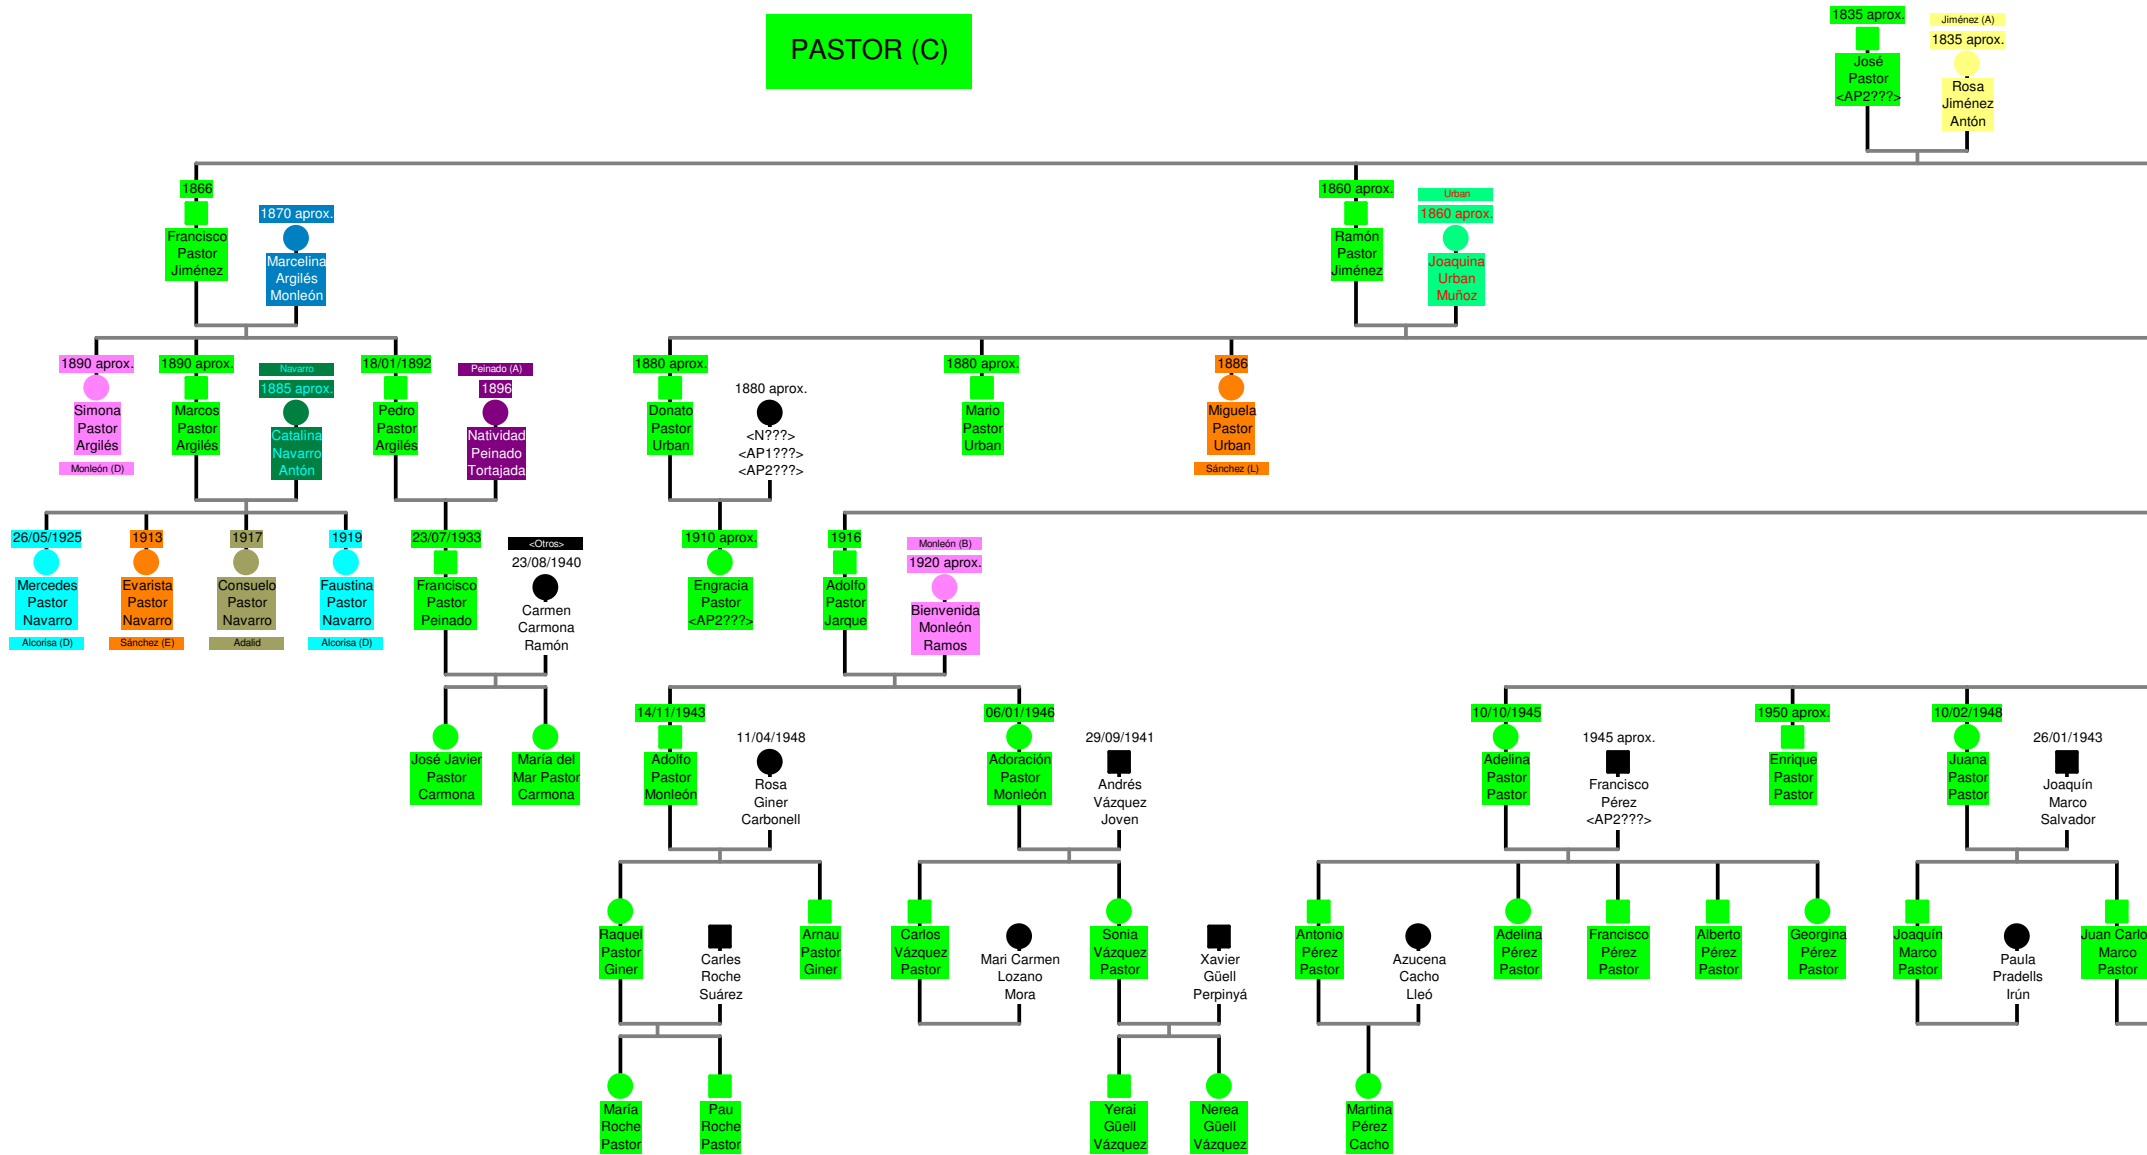 PASTOR (C)
1835 aprox.
José
Pastor
<AP2???>
Jiménez (A)
1835 aprox.
Rosa
Jiménez
Antón
1866
Francisco
Pastor
Jiménez
1870 aprox.
Marcelina
Argilés
Monleón
1860 aprox.
Ramón
Pastor
Jiménez
Urban
1860 aprox.
Joaquina
Urban
Muñoz
1890 aprox.
Simona
Pastor
Argilés
Monleón (D)
1890 aprox.
Marcos
Pastor
Argilés
Navarro
1885 aprox.
Catalina
Navarro
Antón
18/01/1892
Pedro
Pastor
Argilés
Peinado (A)
1896
Natividad
Peinado
Tortajada
1880 aprox.
Donato
Pastor
Urban
1880 aprox.
<N???>
<AP1???>
<AP2???>
1880 aprox.
Mario
Pastor
Urban
1886
Miguela
Pastor
Urban
Sánchez (L)
26/05/1925
Mercedes
Pastor
Navarro
Alcorisa (D)
1913
Evarista
Pastor
Navarro
Sánchez (E)
1917
Consuelo
Pastor
Navarro
Adalid
1919
Faustina
Pastor
Navarro
Alcorisa (D)
23/07/1933
Francisco
Pastor
Peinado
<Otros>
23/08/1940
Carmen
Carmona
Ramón
1910 aprox.
Engracia
Pastor
<AP2???>
1916
Adolfo
Pastor
Jarque
Monleón (B)
1920 aprox.
Bienvenida
Monleón
Ramos
José Javier
Pastor
Carmona
María del
Mar Pastor
Carmona
14/11/1943
Adolfo
Pastor
Monleón
11/04/1948
Rosa
Giner
Carbonell
06/01/1946
Adoración
Pastor
Monleón
29/09/1941
Andrés
Vázquez
Joven
10/10/1945
Adelina
Pastor
Pastor
1945 aprox.
Francisco
Pérez
<AP2???>
1950 aprox.
Enrique
Pastor
Pastor
10/02/1948
Juana
Pastor
Pastor
26/01/1943
Joaquín
Marco
Salvador
Raquel
Pastor
Giner
Carles
Roche
Suárez
Arnau
Pastor
Giner
Carlos
Vázquez
Pastor
Mari Carmen
Lozano
Mora
Sonia
Vázquez
Pastor
Xavier
Güell
Perpinyá
Antonio
Pérez
Pastor
Azucena
Cacho
Lleó
Adelina
Pérez
Pastor
Francisco
Pérez
Pastor
Alberto
Pérez
Pastor
Georgina
Pérez
Pastor
Joaquín
Marco
Pastor
Paula
Pradells
Irún
Juan Carlo
Marco
Pastor
María
Roche
Pastor
Pau
Roche
Pastor
Yerai
Güell
Vázquez
Nerea
Güell
Vázquez
Martina
Pérez
Cacho